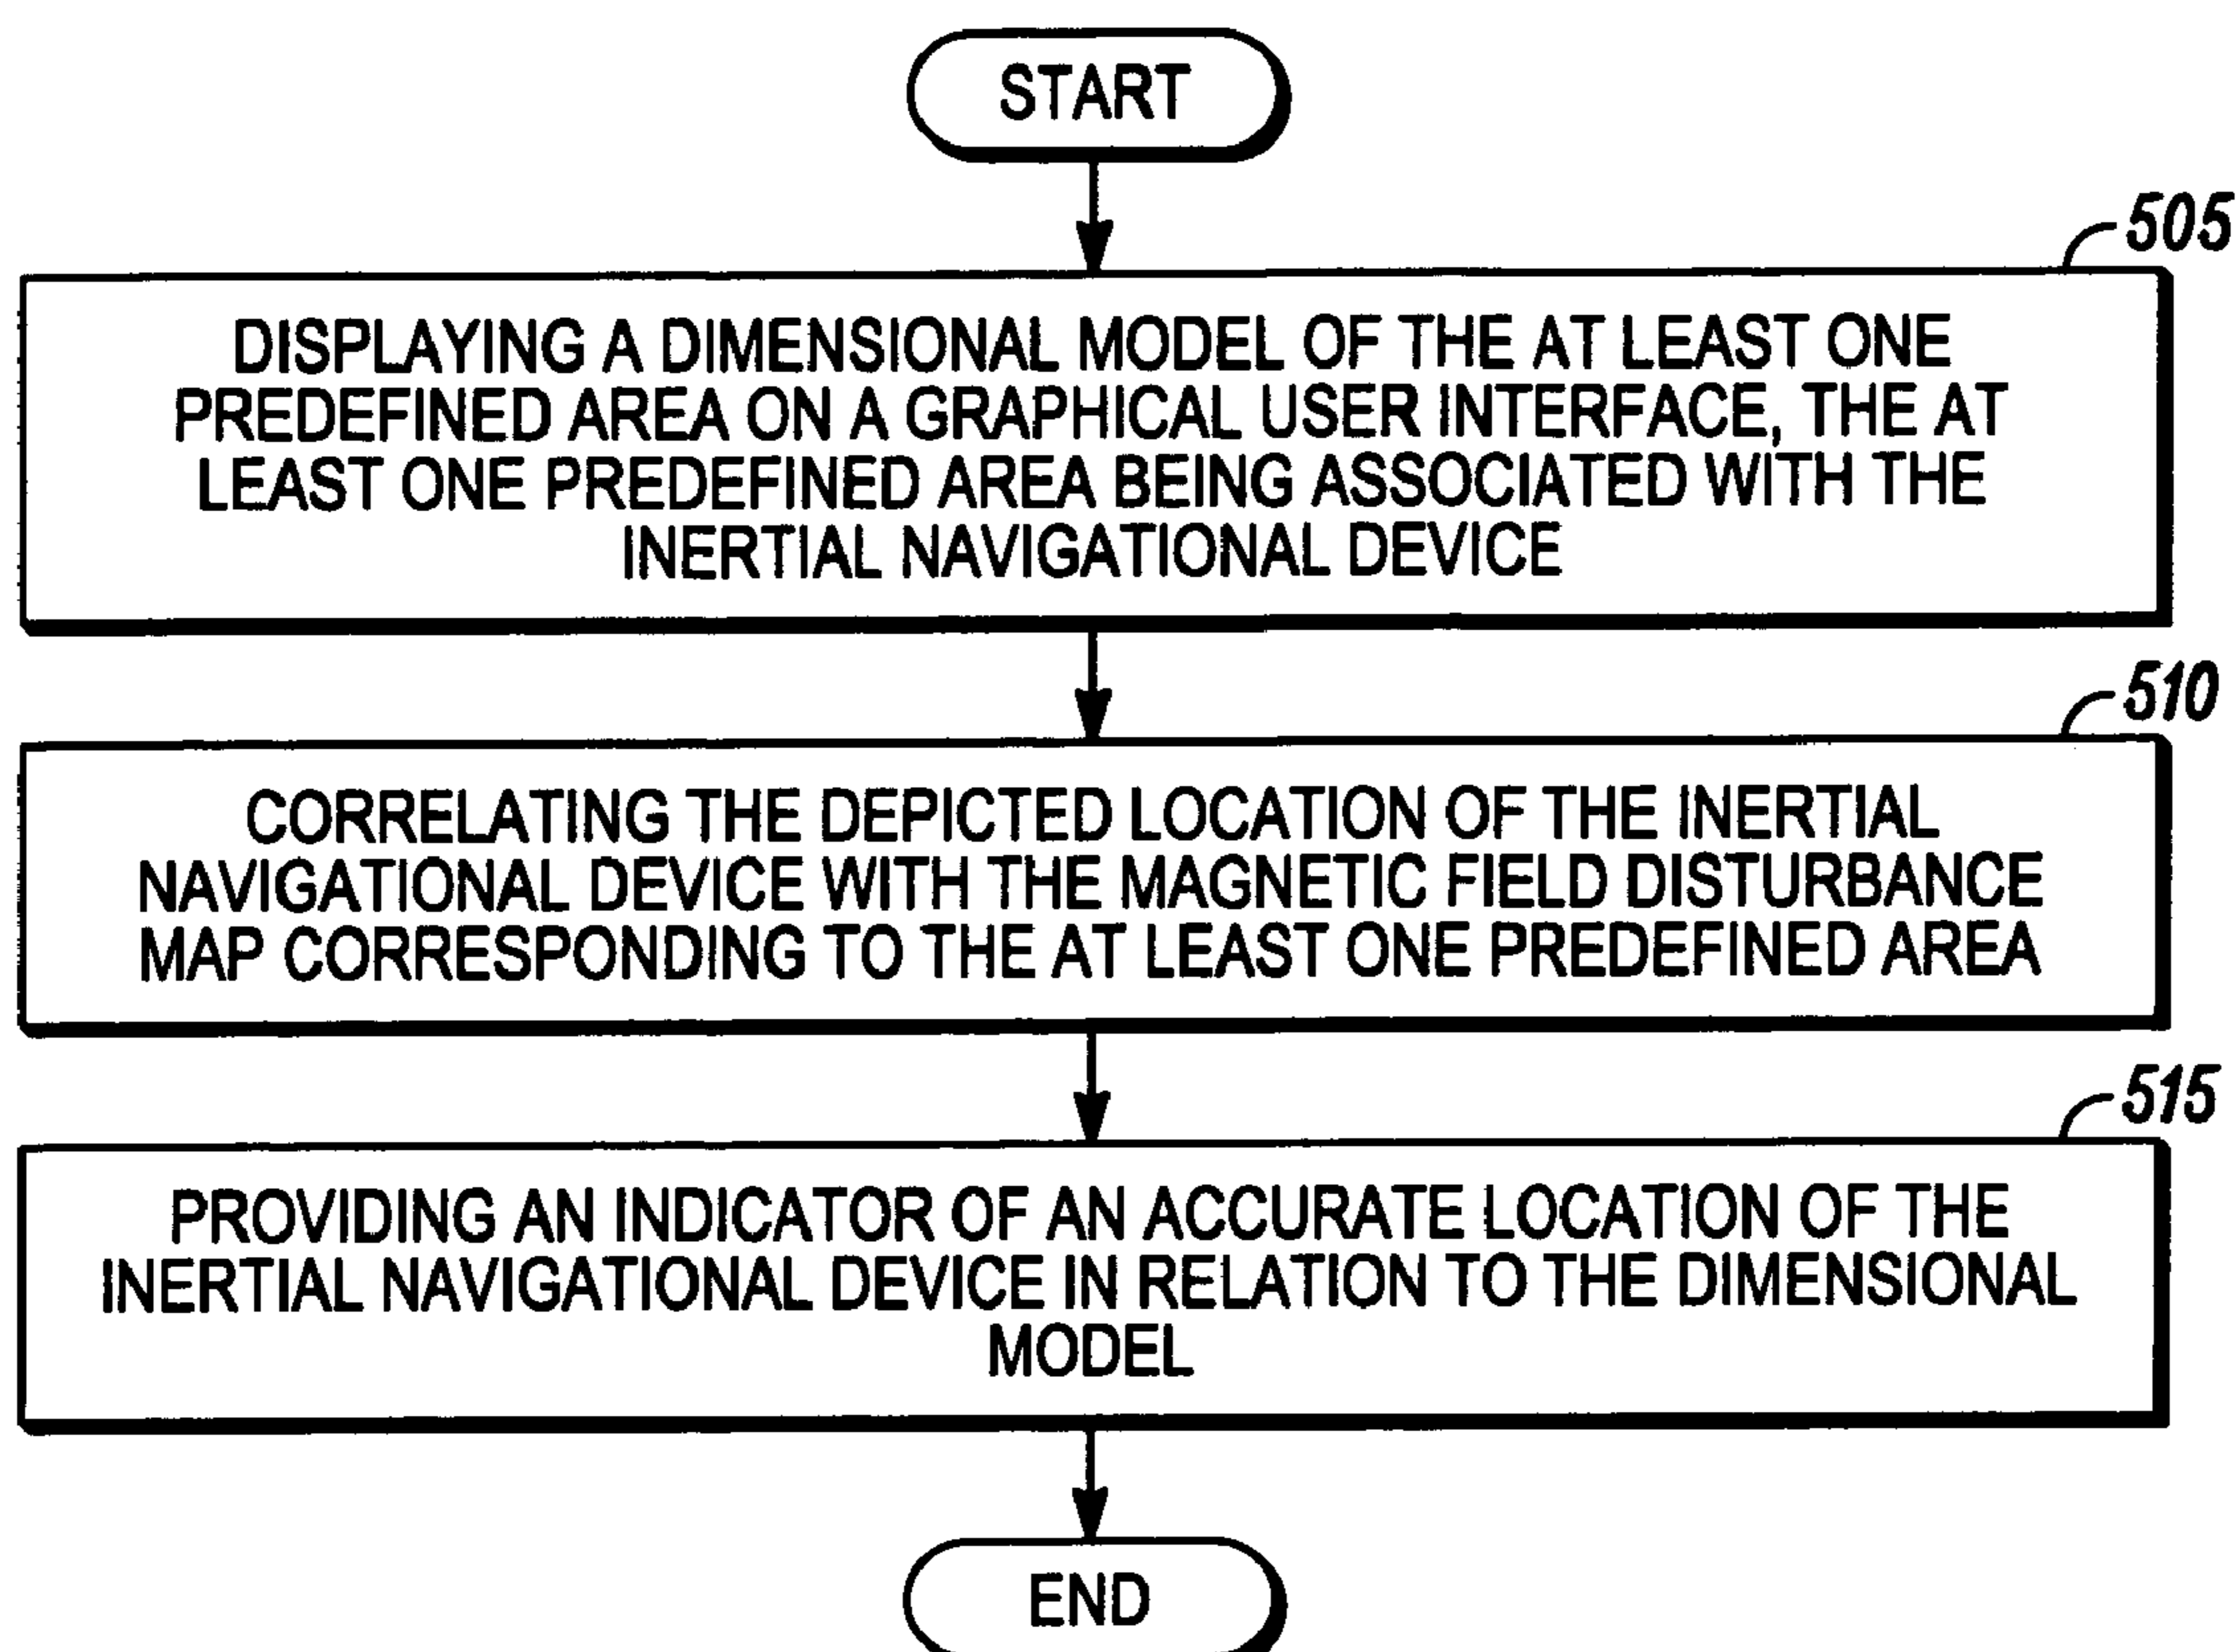 START
505
DISPLAYING A DIMENSIONAL MODEL OF THE AT LEAST ONE
PREDEFINED AREA ON A GRAPHICAL USER INTERFACE, THE AT
LEAST ONE PREDEFINED AREA BEING ASSOCIATED WITH THE
INERTIAL NAVIGATIONAL DEVICE
510
CORRELATING THE DEPICTED LOCATION OF THE INERTIAL
NAVIGATIONAL DEVICE WITH THE MAGNETIC FIELD DISTURBANCE
MAP CORRESPONDING TO THE AT LEAST ONE PREDEFINED AREA
515
PROVIDING AN INDICATOR OF AN ACCURATE LOCATION OF THE
INERTIAL NAVIGATIONAL DEVICE IN RELATION TO THE DIMENSIONAL
MODEL
END